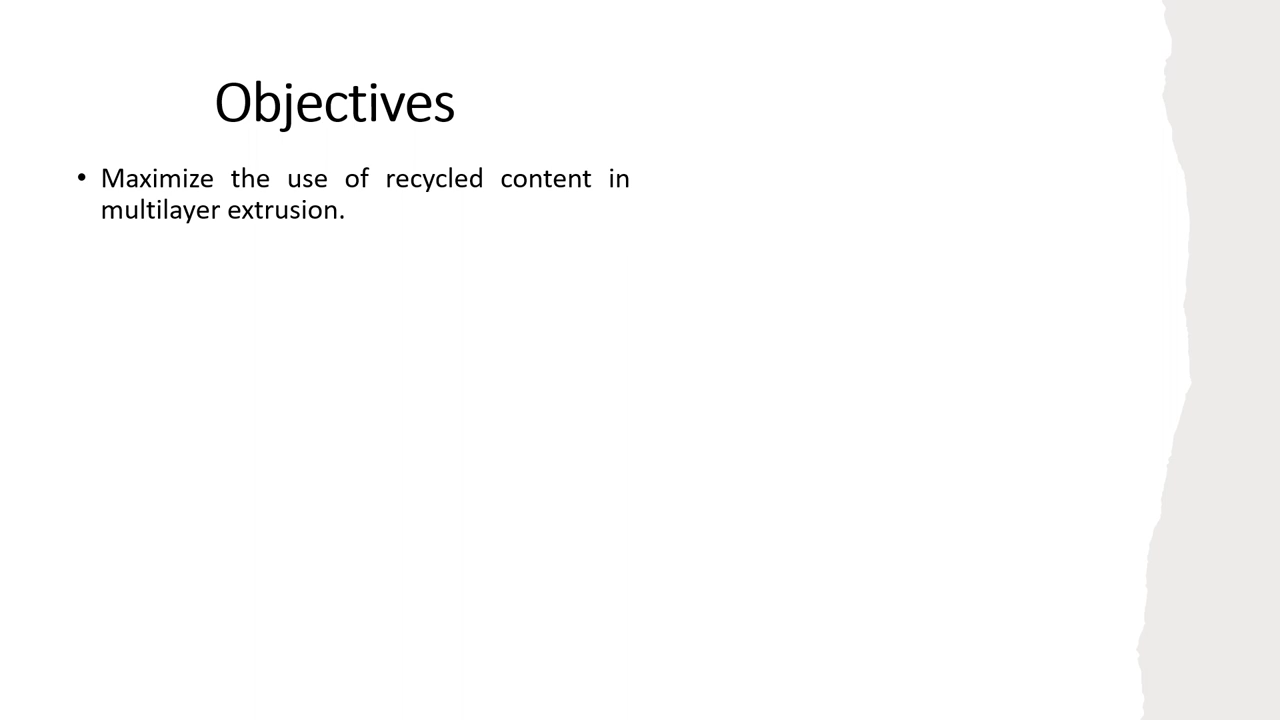 Objectives
• Maximize the use of recycled content in
multilayer extrusion.